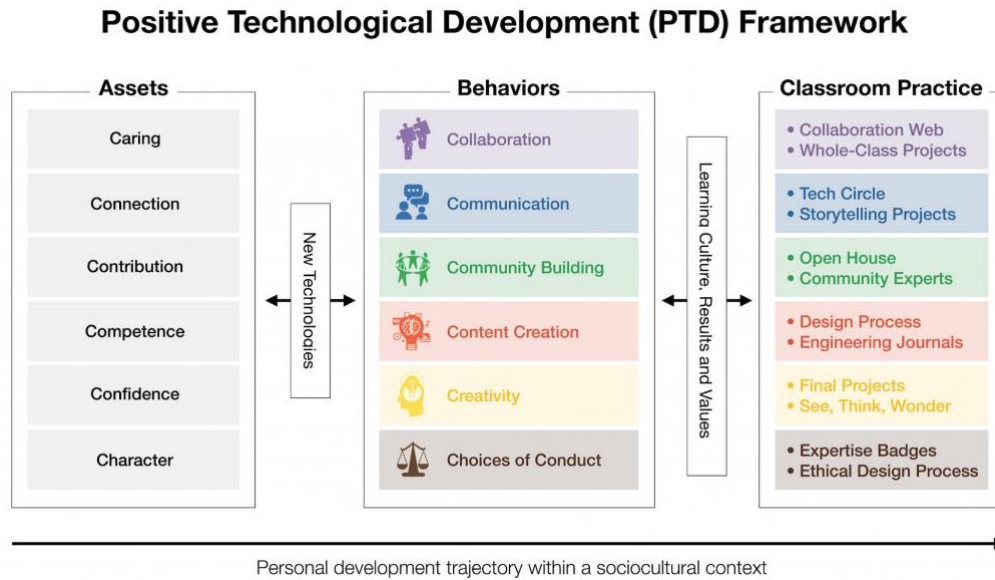 Positive Technological Development (PTD) Framework
Assets
Caring
Connection
Contribution
Competence
Confidence
Character
New Technologies
Behaviors
Collaboration
Communication
Community Building
Content Creation
Creativity
Choices of Conduct
Learning Culture, Results and Values
Classroom Practice
• Collaboration Web
• Whole-Class Projects
• Tech Circle
• Storytelling Projects
• Open House
• Community Experts
• Design Process
• Engineering Journals
• Final Projects
• See, Think, Wonder
• Expertise Badges
• Ethical Design Process
Personal development trajectory within a sociocultural context